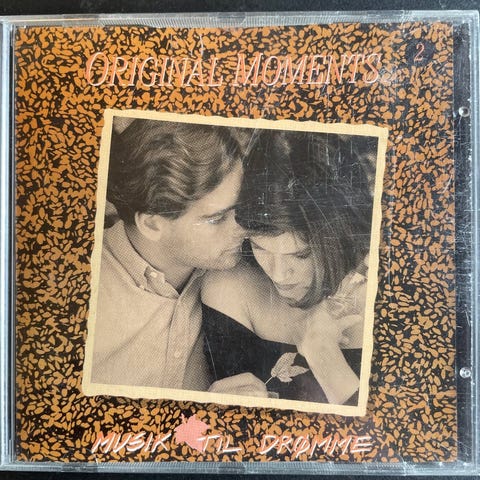 ORIGINAL MOMENTS 2
MUSIK TIL DRØMME